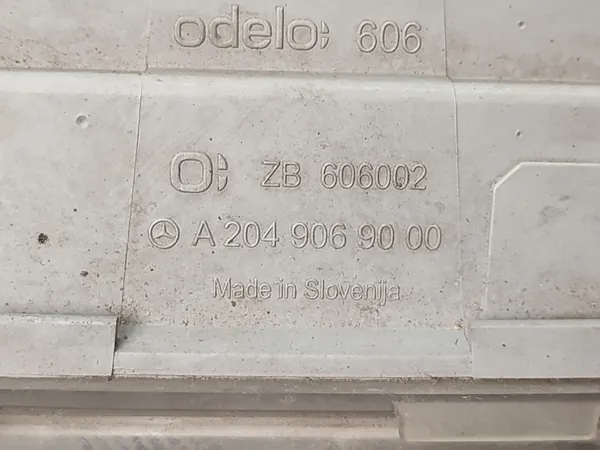 odelo 606
ZB 606002
A 204 906 90 00
Made in Slovenija